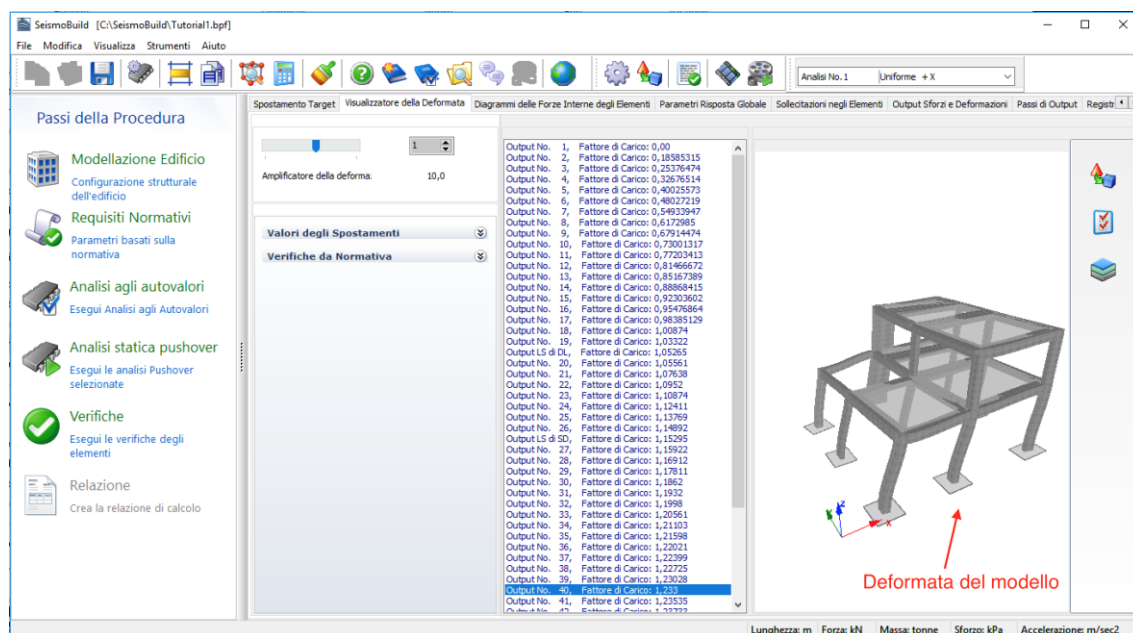 SeismoBuild [C:\SeismoBuild\Tutorial1.bpf]
File Modifica Visualizza Strumenti Aiuto
Analisi No. 1 Uniforme +X
Passi della Procedura
Modellazione Edificio
Configurazione strutturale
dell'edificio
Requisiti Normativi
Parametri basati sulla
normativa
Analisi agli autovalori
Esegui Analisi agli Autovalori
Analisi statica pushover
Esegui le analisi Pushover
selezionate
Verifiche
Esegui le verifiche degli
elementi
Relazione
Crea la relazione di calcolo
Spostamento Target Visualizzatore della Deformata Diagrammi delle Forze Interne degli Elementi Parametri Risposta Globale Sollecitazioni negli Elementi Output Sforzi e Deformazioni Passi di Output Registr
1
Amplificatore della deforma: 10,0
Valori degli Spostamenti
Verifiche da Normativa
Output No. 1, Fattore di Carico: 0,00
Output No. 2, Fattore di Carico: 0,18585315
Output No. 3, Fattore di Carico: 0,25376474
Output No. 4, Fattore di Carico: 0,32676514
Output No. 5, Fattore di Carico: 0,40025573
Output No. 6, Fattore di Carico: 0,48027219
Output No. 7, Fattore di Carico: 0,54933947
Output No. 8, Fattore di Carico: 0,6172985
Output No. 9, Fattore di Carico: 0,67914474
Output No. 10, Fattore di Carico: 0,73001317
Output No. 11, Fattore di Carico: 0,77203413
Output No. 12, Fattore di Carico: 0,81466672
Output No. 13, Fattore di Carico: 0,85167389
Output No. 14, Fattore di Carico: 0,88868415
Output No. 15, Fattore di Carico: 0,92303602
Output No. 16, Fattore di Carico: 0,95476864
Output No. 17, Fattore di Carico: 0,98385129
Output No. 18, Fattore di Carico: 1,00874
Output No. 19, Fattore di Carico: 1,03322
Output LS di DL, Fattore di Carico: 1,05265
Output No. 20, Fattore di Carico: 1,05561
Output No. 21, Fattore di Carico: 1,07638
Output No. 22, Fattore di Carico: 1,0952
Output No. 23, Fattore di Carico: 1,10874
Output No. 24, Fattore di Carico: 1,12411
Output No. 25, Fattore di Carico: 1,13769
Output No. 26, Fattore di Carico: 1,14892
Output LS di SD, Fattore di Carico: 1,15295
Output No. 27, Fattore di Carico: 1,15922
Output No. 28, Fattore di Carico: 1,16912
Output No. 29, Fattore di Carico: 1,17811
Output No. 30, Fattore di Carico: 1,1862
Output No. 31, Fattore di Carico: 1,1932
Output No. 32, Fattore di Carico: 1,1998
Output No. 33, Fattore di Carico: 1,20561
Output No. 34, Fattore di Carico: 1,21103
Output No. 35, Fattore di Carico: 1,21598
Output No. 36, Fattore di Carico: 1,22021
Output No. 37, Fattore di Carico: 1,22399
Output No. 38, Fattore di Carico: 1,22725
Output No. 39, Fattore di Carico: 1,23028
Output No. 40, Fattore di Carico: 1,233
Output No. 41, Fattore di Carico: 1,23535
Z
X
Deformata del modello
Lunghezza: m Forza: kN Massa: tonne Sforzo: kPa Accelerazione: m/sec2